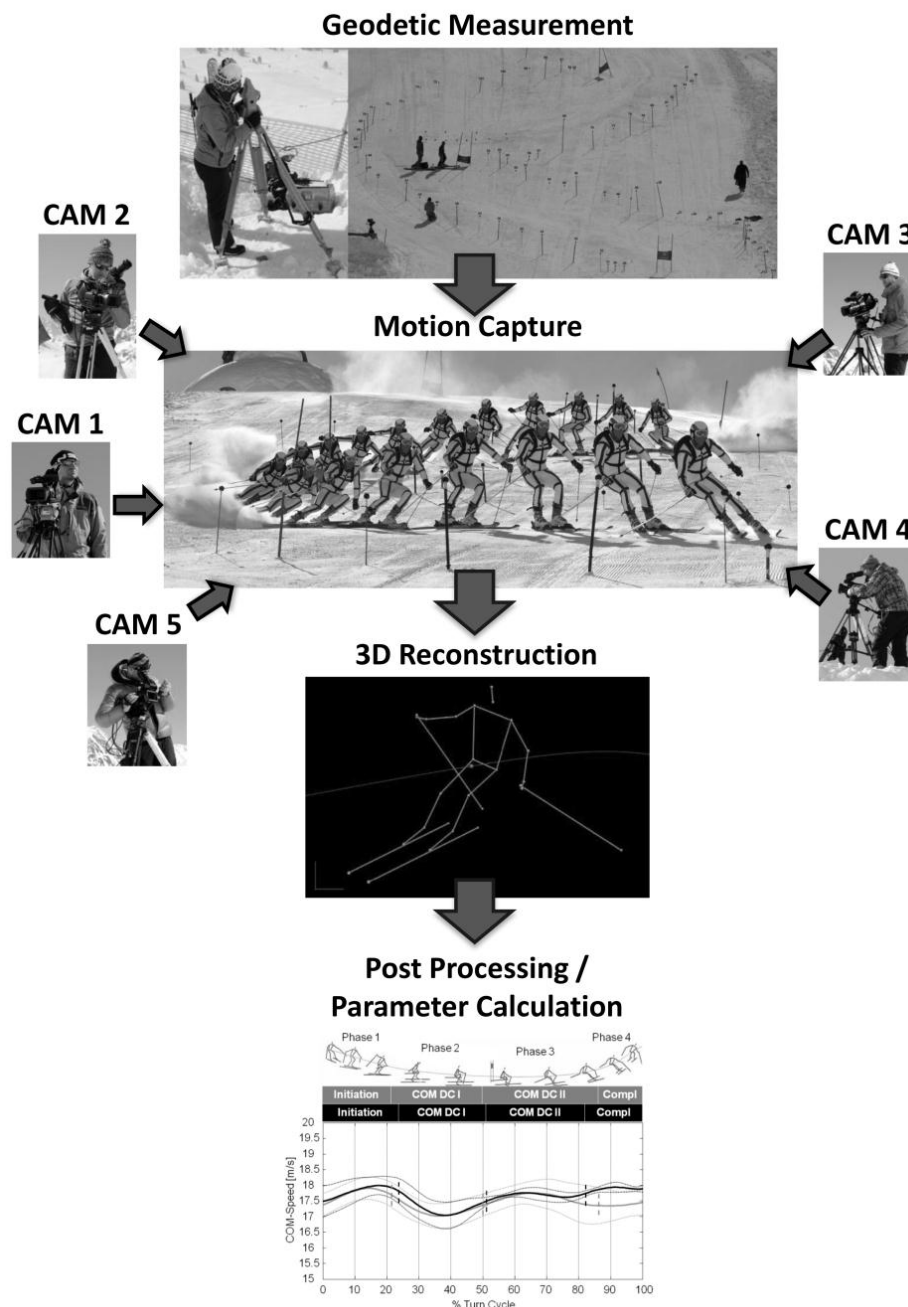 Geodetic Measurement
CAM 2
CAM 3
Motion Capture
CAM 1
CAM 4
CAM 5
3D Reconstruction
Post Processing /
Parameter Calculation
Phase 1
Phase 2
Phase 3
Phase 4
Initiation COM DC I COM DC II Compl
Initiation COM DC I COM DC II Compl
COM-Speed [m/s]
20
19.5
19
18.5
18
17.5
17
16.5
16
15.5
15
0 10 20 30 40 50 60 70 80 90 100
% Turn Cycle